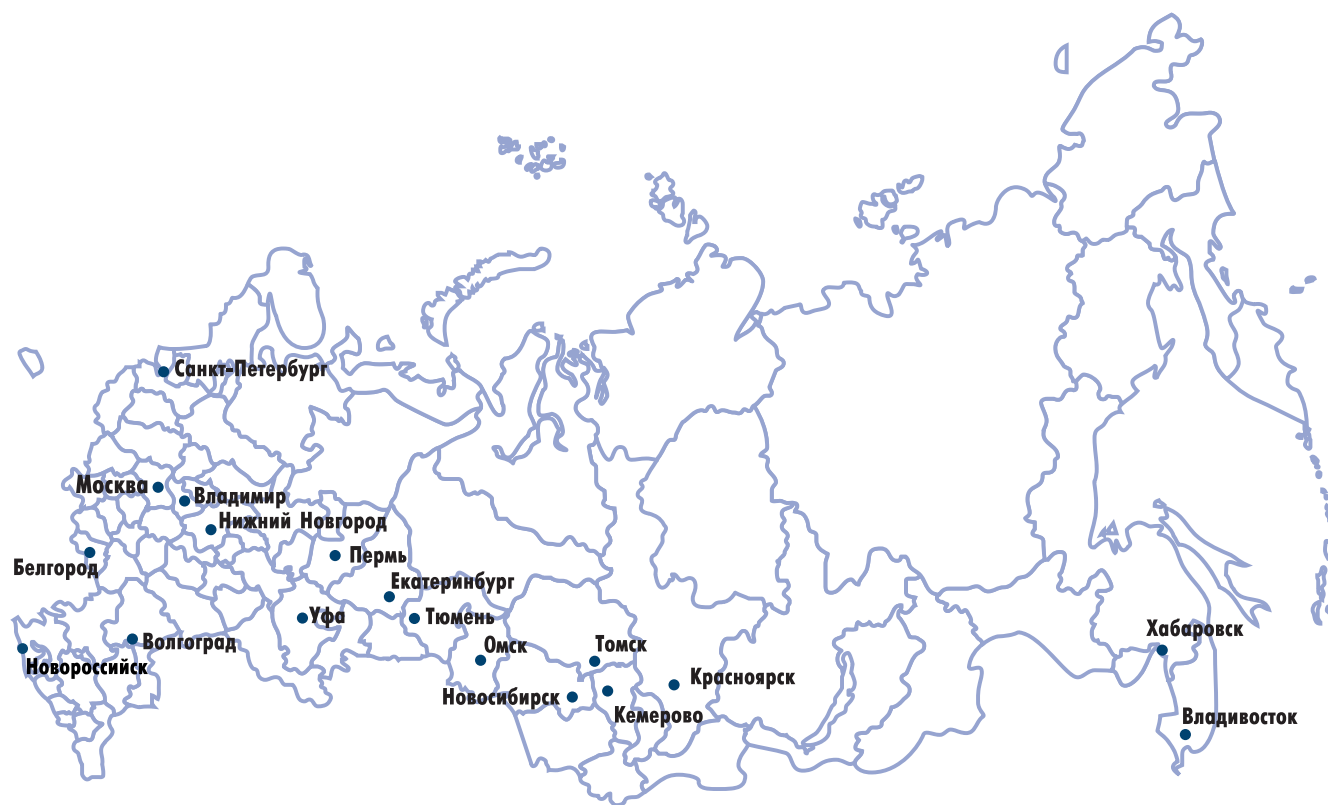 Санкт-Петербург
Москва
Владимир
Нижний Новгород
Пермь
Белгород
Екатеринбург
Уфа
Тюмень
Хабаровск
Волгоград
Омск
Томск
Новороссийск
Красноярск
Новосибирск
Кемерово
Владивосток